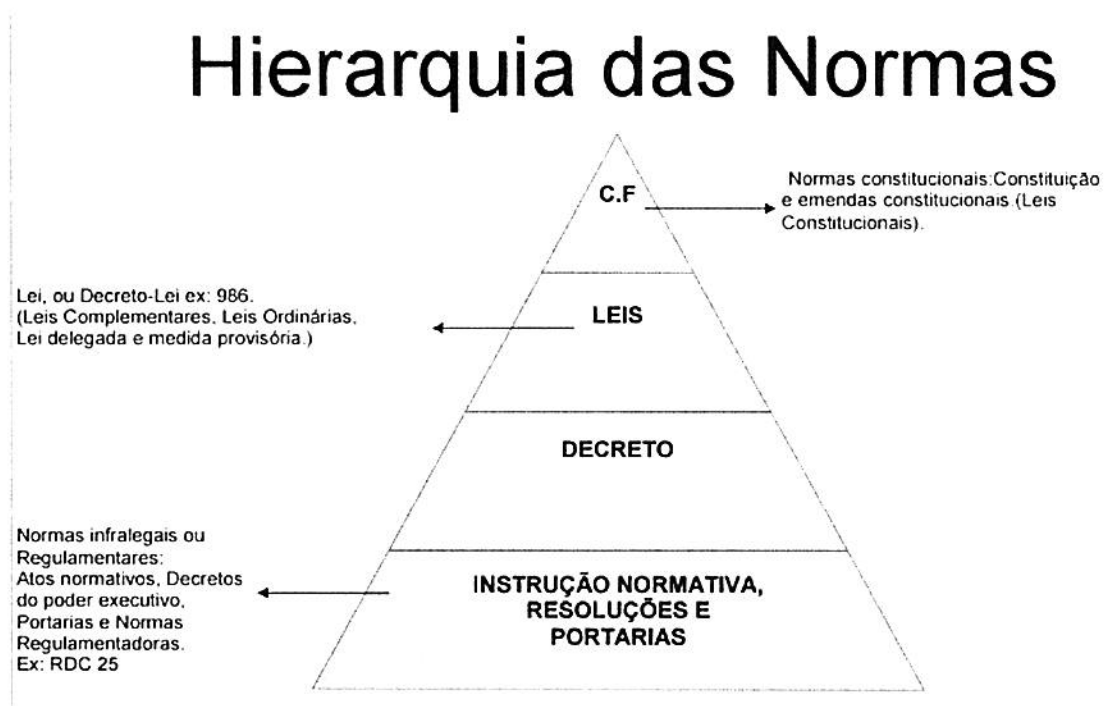 Hierarquia das Normas
C.F
Normas constitucionais:Constituição
e emendas constitucionais.(Leis
Constitucionais).
Lei, ou Decreto-Lei ex: 986.
(Leis Complementares, Leis Ordinárias,
Lei delegada e medida provisória.)
LEIS
DECRETO
Normas infralegais ou
Regulamentares:
Atos normativos, Decretos
do poder executivo,
Portarias e Normas
Regulamentadoras.
Ex: RDC 25
INSTRUÇÃO NORMATIVA,
RESOLUÇÕES E
PORTARIAS